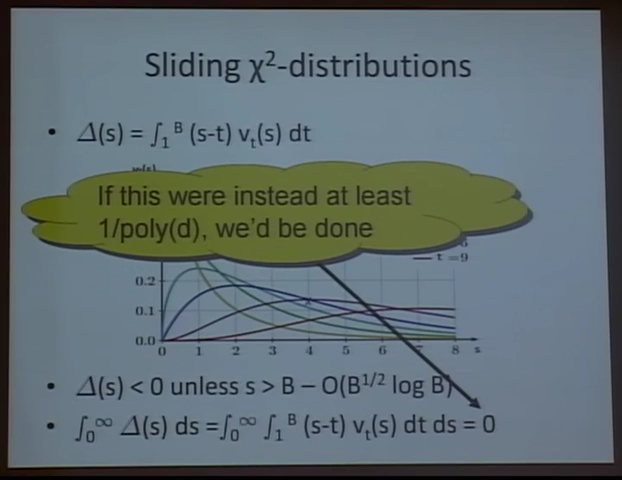 Sliding χ²-distributions
• Δ(s) = ∫₁ᴮ (s-t) vₜ(s) dt
If this were instead at least
1/poly(d), we'd be done
t = 9
0.2
0.1
0.0
0 1 2 3 4 5 6 7 8 s
• Δ(s) < 0 unless s > B – O(B^{1/2} log B)
• ∫₀^∞ Δ(s) ds = ∫₀^∞ ∫₁ᴮ (s-t) vₜ(s) dt ds = 0